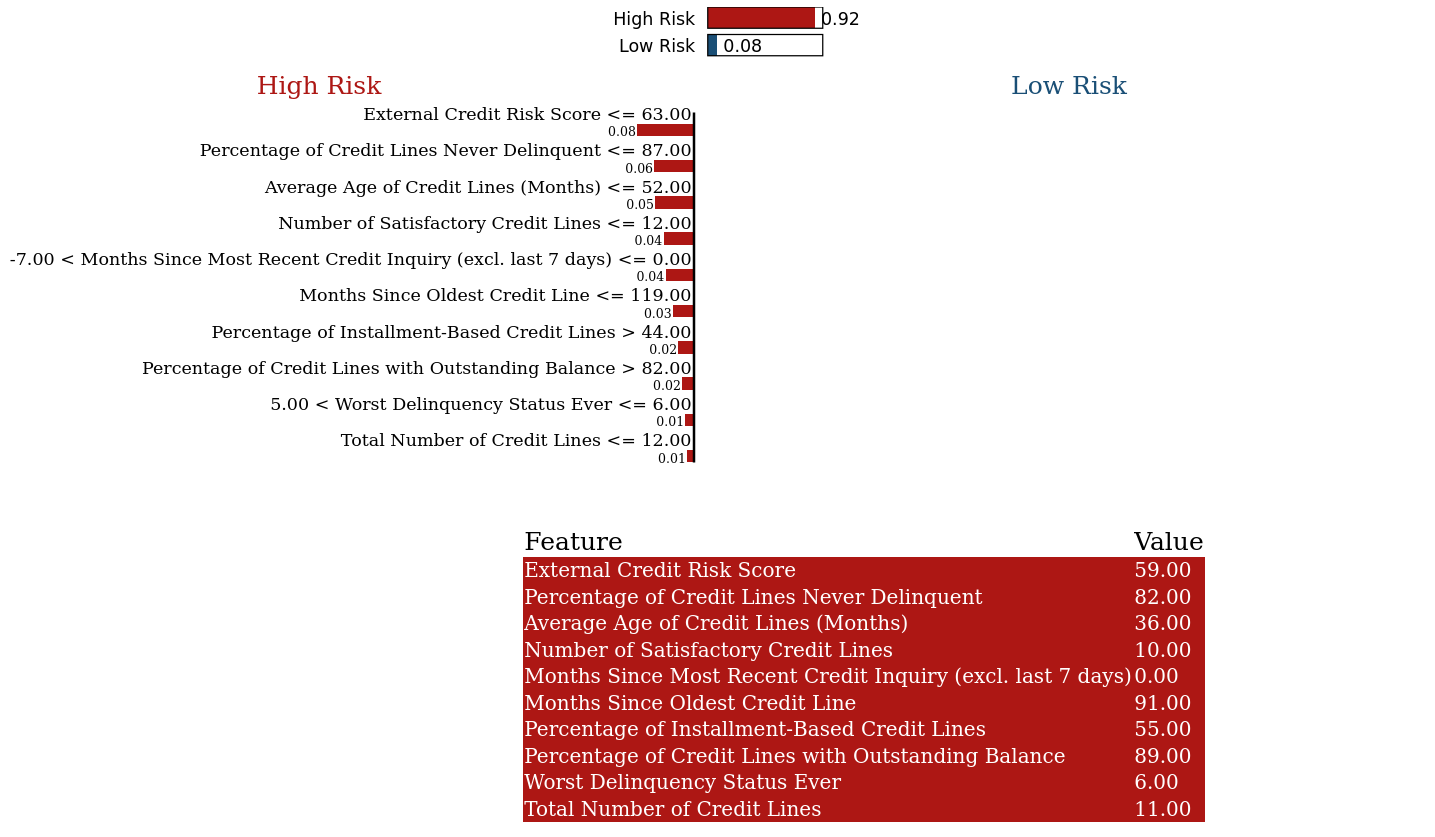 High Risk 0.92
Low Risk 0.08
High Risk
Low Risk
External Credit Risk Score <= 63.00
0.08
Percentage of Credit Lines Never Delinquent <= 87.00
0.06
Average Age of Credit Lines (Months) <= 52.00
0.05
Number of Satisfactory Credit Lines <= 12.00
0.04
-7.00 < Months Since Most Recent Credit Inquiry (excl. last 7 days) <= 0.00
0.04
Months Since Oldest Credit Line <= 119.00
0.03
Percentage of Installment-Based Credit Lines > 44.00
0.02
Percentage of Credit Lines with Outstanding Balance > 82.00
0.02
5.00 < Worst Delinquency Status Ever <= 6.00
0.01
Total Number of Credit Lines <= 12.00
0.01
Feature Value
External Credit Risk Score 59.00
Percentage of Credit Lines Never Delinquent 82.00
Average Age of Credit Lines (Months) 36.00
Number of Satisfactory Credit Lines 10.00
Months Since Most Recent Credit Inquiry (excl. last 7 days) 0.00
Months Since Oldest Credit Line 91.00
Percentage of Installment-Based Credit Lines 55.00
Percentage of Credit Lines with Outstanding Balance 89.00
Worst Delinquency Status Ever 6.00
Total Number of Credit Lines 11.00